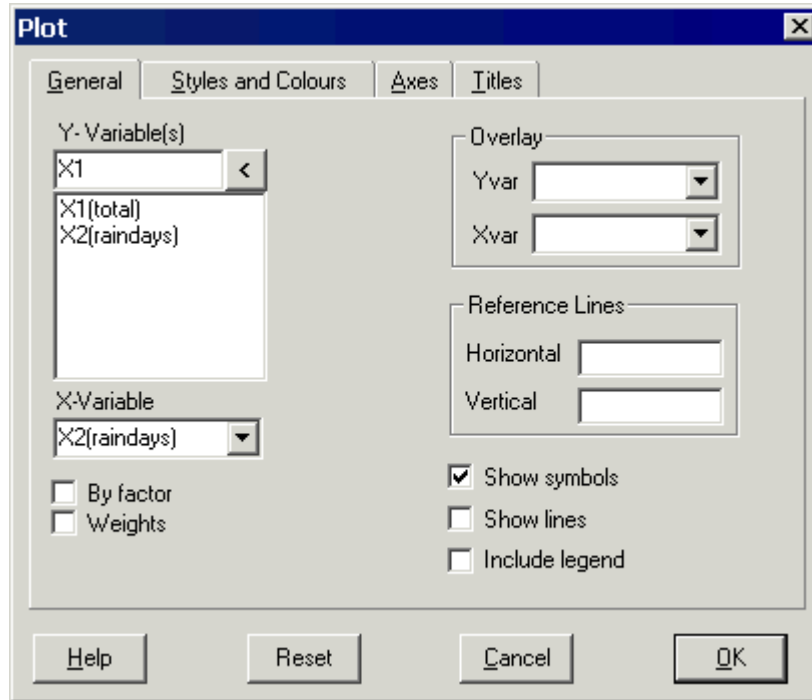 Plot
General
Styles and Colours
Axes
Titles
Y- Variable(s)
X1
<
X1(total)
X2(raindays)
X-Variable
X2(raindays)
By factor
Weights
Overlay
Yvar
Xvar
Reference Lines
Horizontal
Vertical
Show symbols
Show lines
Include legend
Help
Reset
Cancel
OK